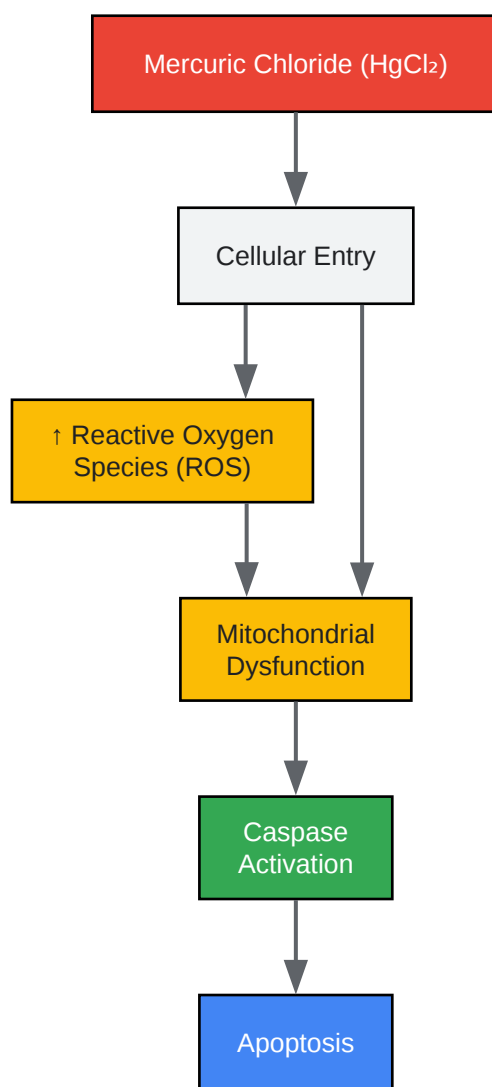 Mercuric Chloride (HgCl₂)
Cellular Entry
↑ Reactive Oxygen
Species (ROS)
Mitochondrial
Dysfunction
Caspase
Activation
Apoptosis